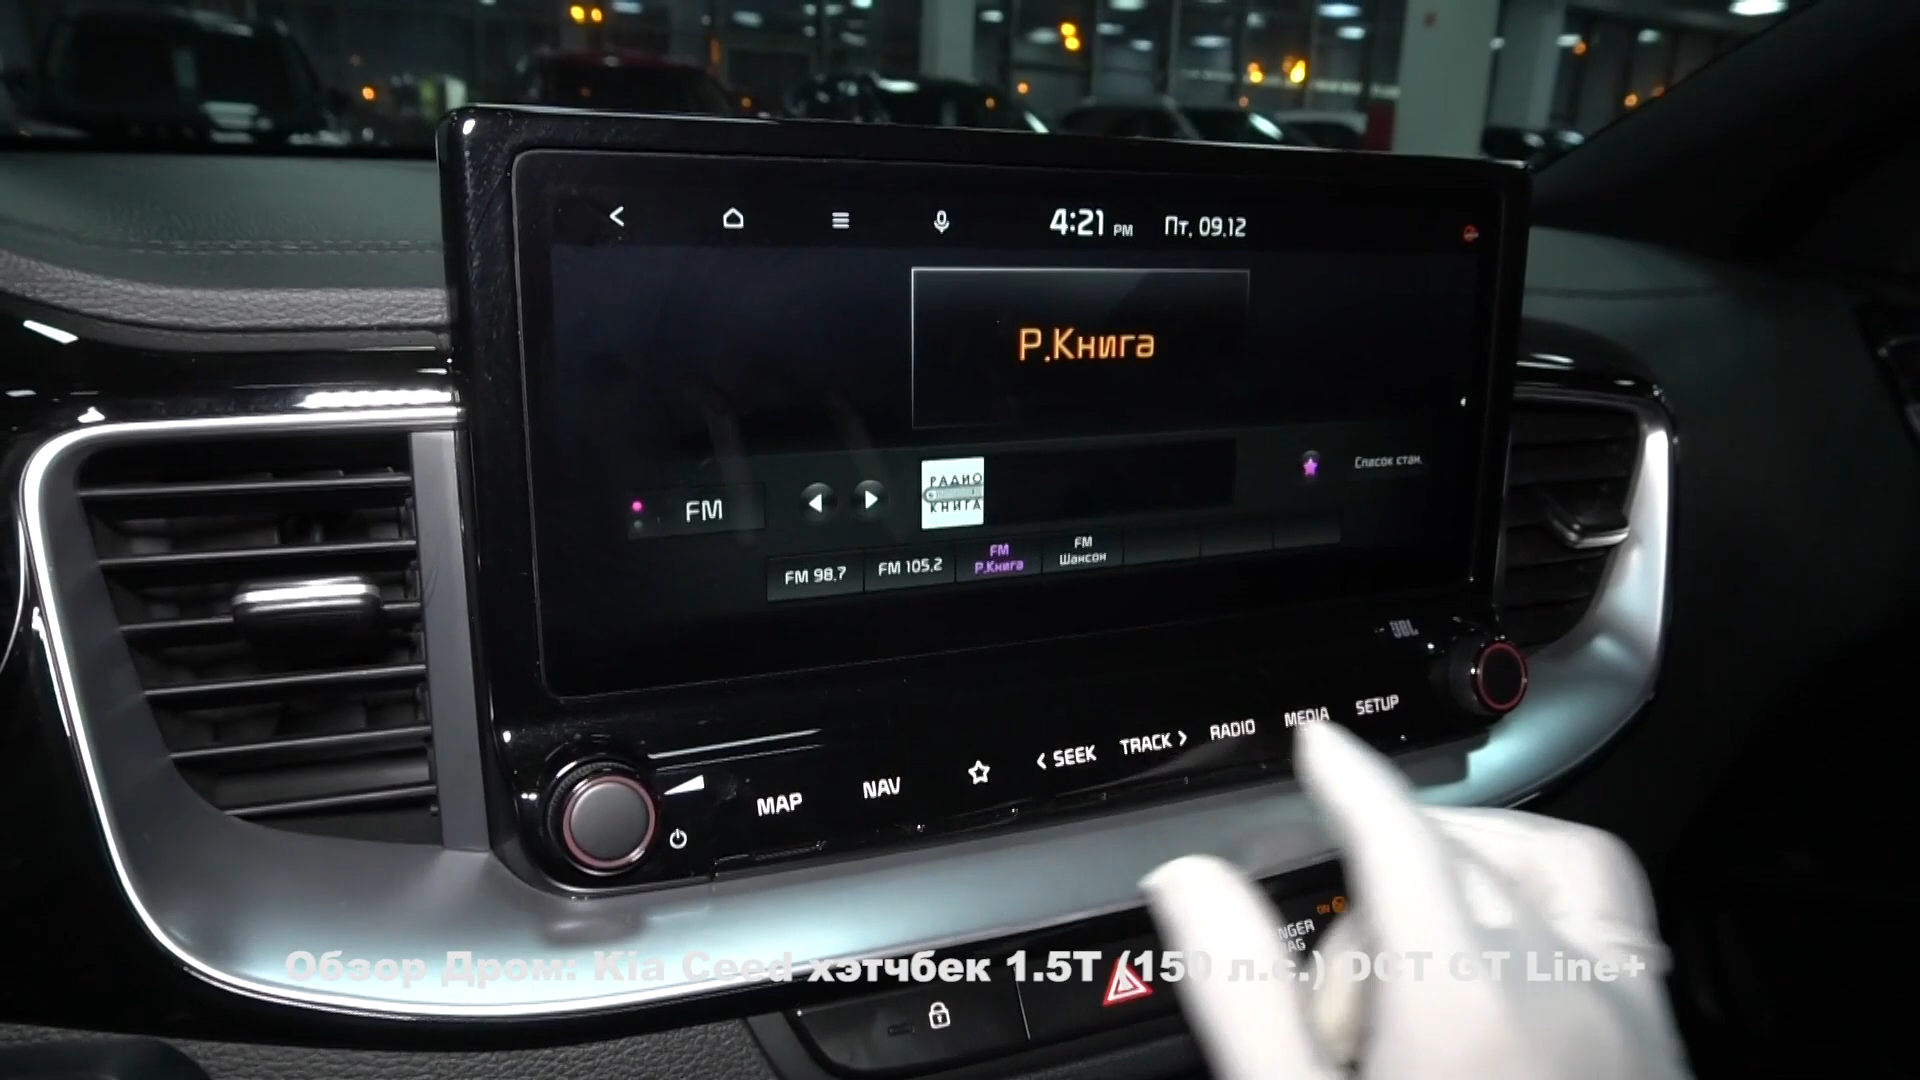 4:21 PM Пт, 09.12
Р.Книга
Список стан.
FM
РАДИО
КНИГА
FM 98.7
FM 105.2
FM
Р.Книга
FM
Шансон
JBL
MAP
NAV
< SEEK
TRACK >
RADIO
MEDIA
SETUP
ON
Обзор Дром: Kia Ceed хэтчбек 1.5T (150 л.с.) DCT GT Line+